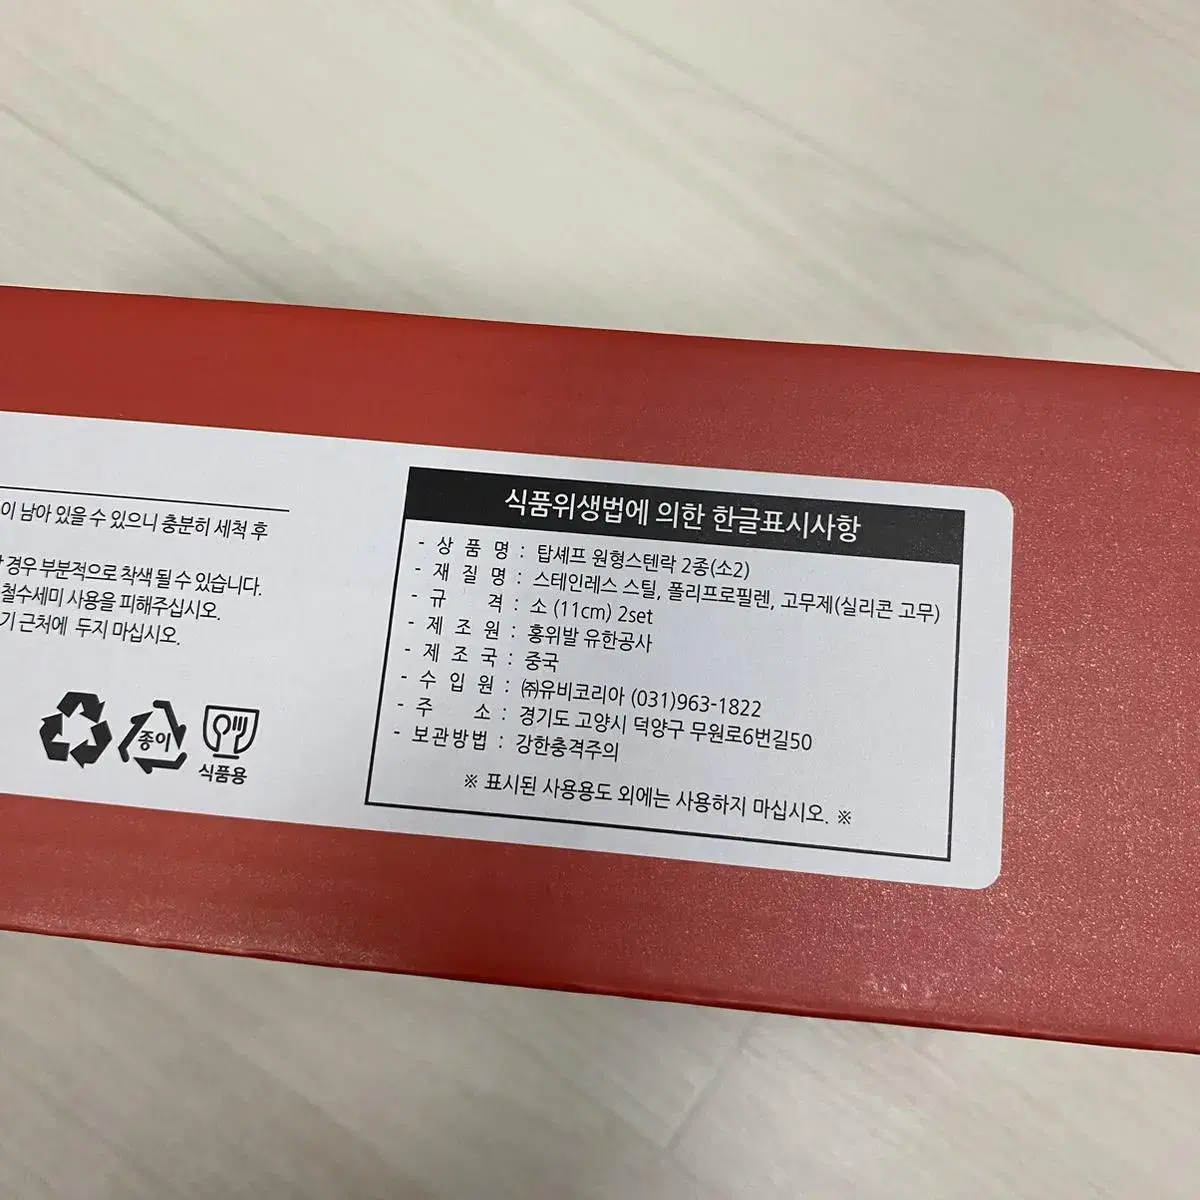 이 남아 있을 수 있으니 충분히 세척 후
경우 부분적으로 착색 될 수 있습니다.
철수세미 사용을 피해주십시오.
기 근처에 두지 마십시오.
종이
식품용
식품위생법에 의한 한글표시사항
- 상 품 명 : 탑셰프 원형스텐락 2종(소2)
- 재 질 명 : 스테인레스 스틸, 폴리프로필렌, 고무제(실리콘 고무)
- 규 격 : 소 (11cm) 2set
- 제 조 원 : 홍위발 유한공사
- 제 조 국 : 중국
- 수 입 원 : ㈜유비코리아 (031)963-1822
- 주 소 : 경기도 고양시 덕양구 무원로6번길50
- 보관방법 : 강한충격주의
※ 표시된 사용용도 외에는 사용하지 마십시오. ※